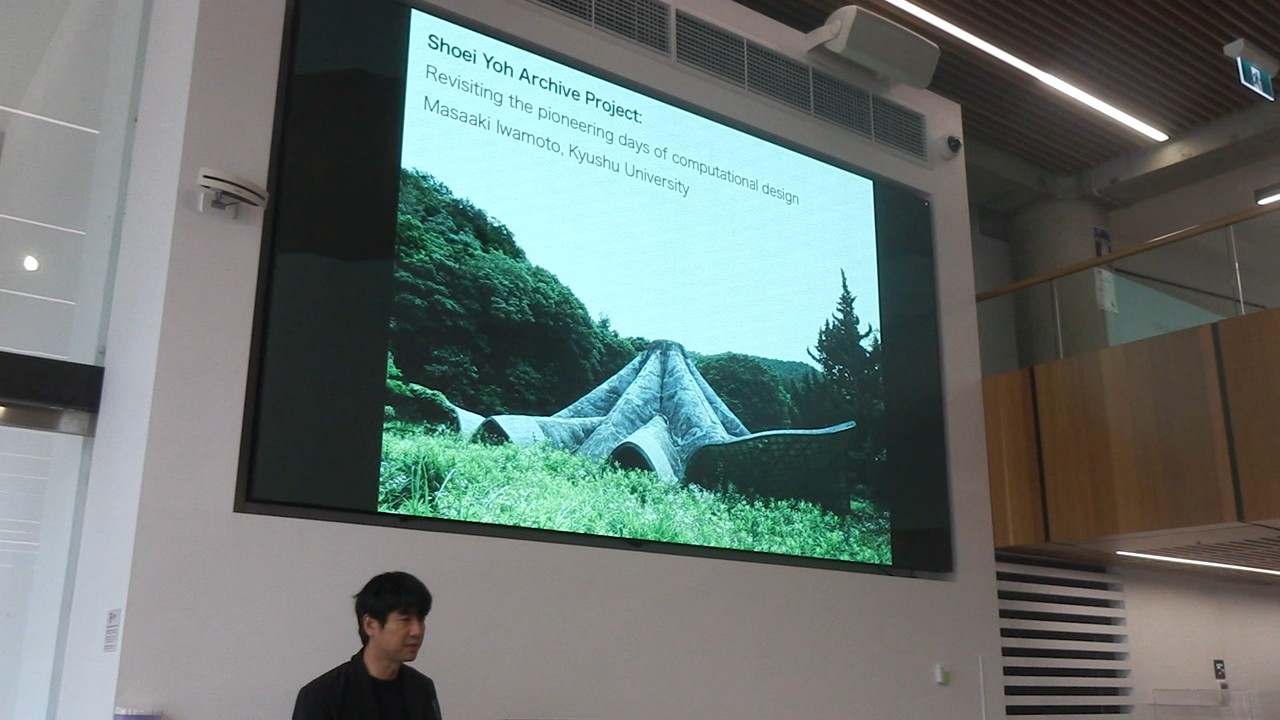 Shoei Yoh Archive Project:
Revisiting the pioneering days of computational design
Masaaki Iwamoto, Kyushu University